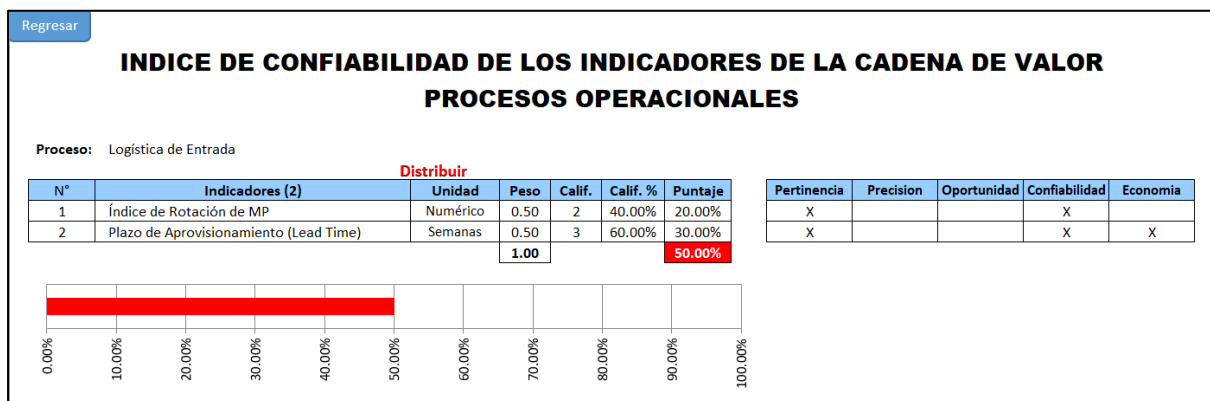 Regresar
INDICE DE CONFIABILIDAD DE LOS INDICADORES DE LA CADENA DE VALOR
PROCESOS OPERACIONALES
Proceso: Logística de Entrada
Distribuir
N° Indicadores (2) Unidad Peso Calif. Calif. % Puntaje Pertinencia Precision Oportunidad Confiabilidad Economia
1 Índice de Rotación de MP Numérico 0.50 2 40.00% 20.00% X X
2 Plazo de Aprovisionamiento (Lead Time) Semanas 0.50 3 60.00% 30.00% X X X
1.00 50.00%
0.00% 10.00% 20.00% 30.00% 40.00% 50.00% 60.00% 70.00% 80.00% 90.00% 100.00%